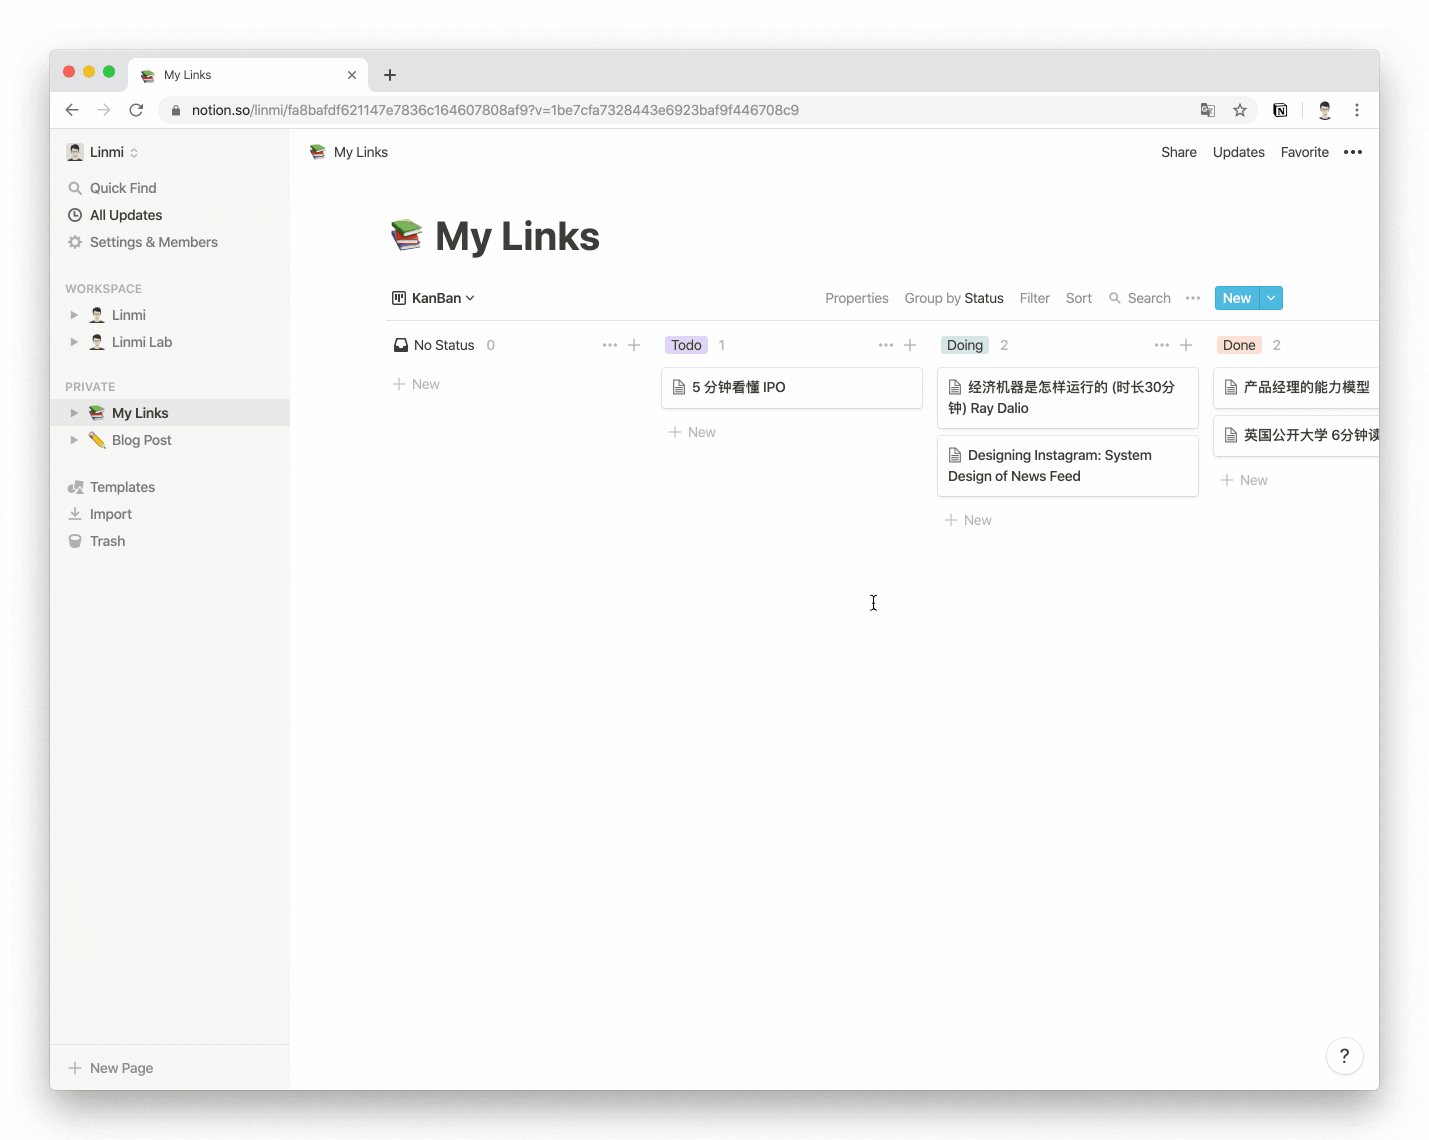 My Links
notion.so/linmi/fa8bafdf621147e7836c164607808af9?v=1be7cfa7328443e6923baf9f446708c9
Linmi
My Links
Share
Updates
Favorite
Quick Find
All Updates
Settings & Members
WORKSPACE
Linmi
Linmi Lab
PRIVATE
My Links
Blog Post
Templates
Import
Trash
New Page
My Links
KanBan
Properties
Group by Status
Filter
Sort
Search
New
No Status 0
New
Todo 1
5 分钟看懂 IPO
New
Doing 2
经济机器是怎样运行的 (时长30分
钟) Ray Dalio
Designing Instagram: System
Design of News Feed
New
Done 2
产品经理的能力模型
英国公开大学 6分钟读
New
?